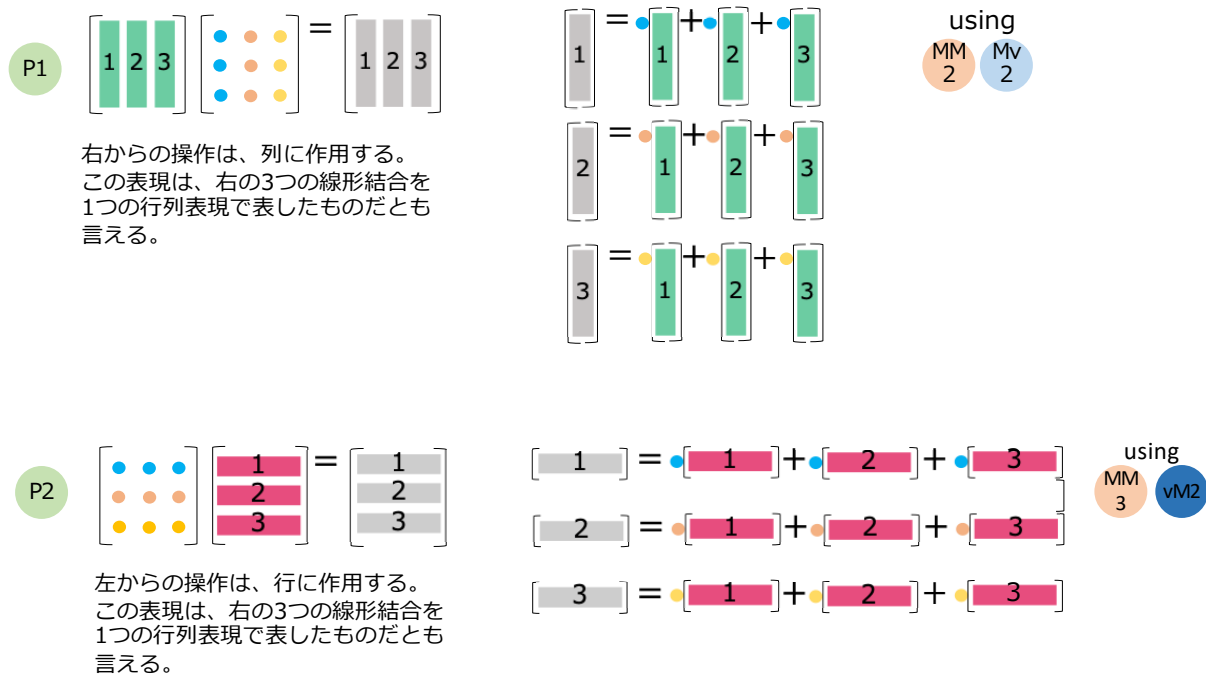 P1
1 2 3 = 1 2 3
右からの操作は、列に作用する。
この表現は、右の3つの線形結合を
1つの行列表現で表したものだとも
言える。
1 = 1 + 2 + 3
2 = 1 + 2 + 3
3 = 1 + 2 + 3
using
MM
2
Mv
2
P2
1
2
3
=
1
2
3
左からの操作は、行に作用する。
この表現は、右の3つの線形結合を
1つの行列表現で表したものだとも
言える。
1 = 1 + 2 + 3
2 = 1 + 2 + 3
3 = 1 + 2 + 3
using
MM
3
vM2